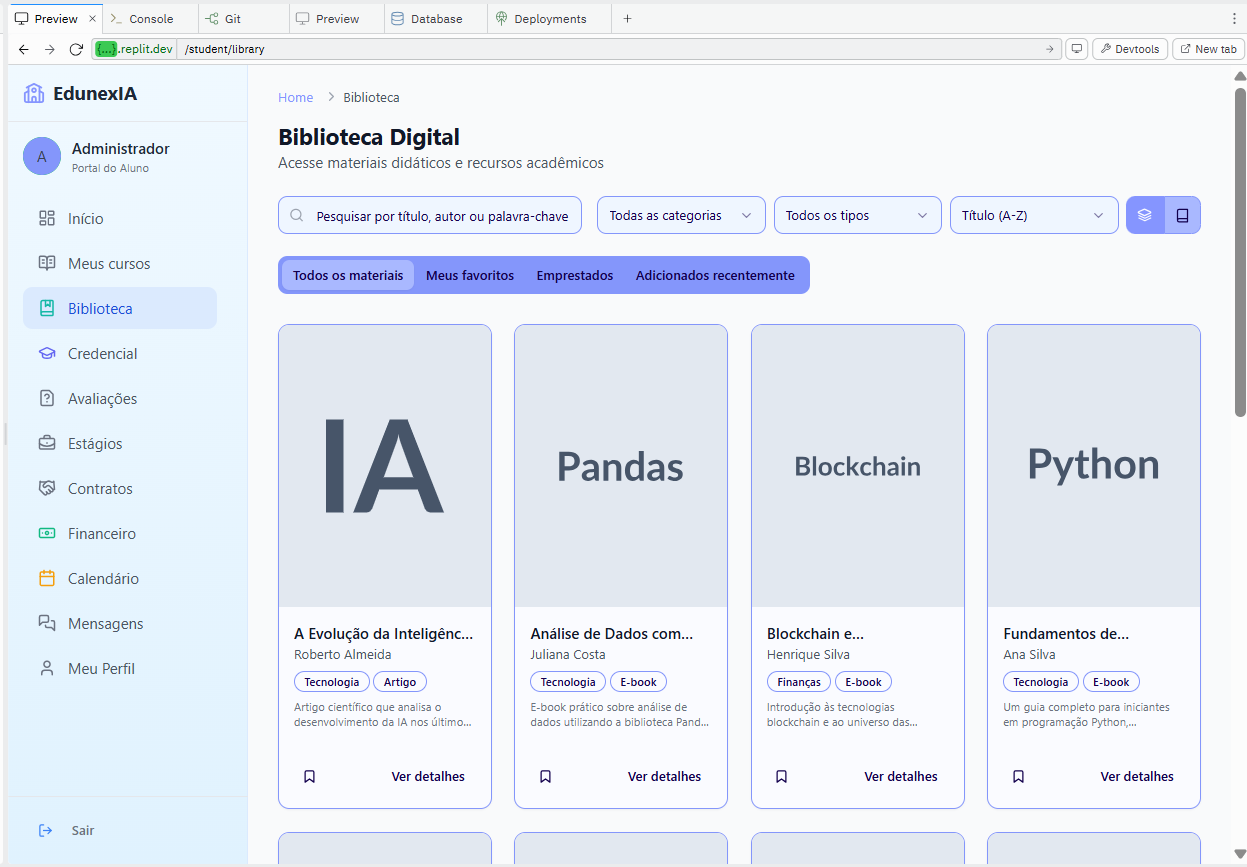 Preview
Console
Git
Preview
Database
Deployments
{...}.replit.dev
/student/library
Devtools
New tab
EdunexIA
A
Administrador
Portal do Aluno
Início
Meus cursos
Biblioteca
Credencial
Avaliações
Estágios
Contratos
Financeiro
Calendário
Mensagens
Meu Perfil
Sair
Home
Biblioteca
Biblioteca Digital
Acesse materiais didáticos e recursos acadêmicos
Pesquisar por título, autor ou palavra-chave
Todas as categorias
Todos os tipos
Título (A-Z)
Todos os materiais
Meus favoritos
Emprestados
Adicionados recentemente
IA
A Evolução da Inteligênc...
Roberto Almeida
Tecnologia
Artigo
Artigo científico que analisa o
desenvolvimento da IA nos último...
Ver detalhes
Pandas
Análise de Dados com...
Juliana Costa
Tecnologia
E-book
E-book prático sobre análise de
dados utilizando a biblioteca Pand...
Ver detalhes
Blockchain
Blockchain e...
Henrique Silva
Finanças
E-book
Introdução às tecnologias
blockchain e ao universo das...
Ver detalhes
Python
Fundamentos de...
Ana Silva
Tecnologia
E-book
Um guia completo para iniciantes
em programação Python,...
Ver detalhes